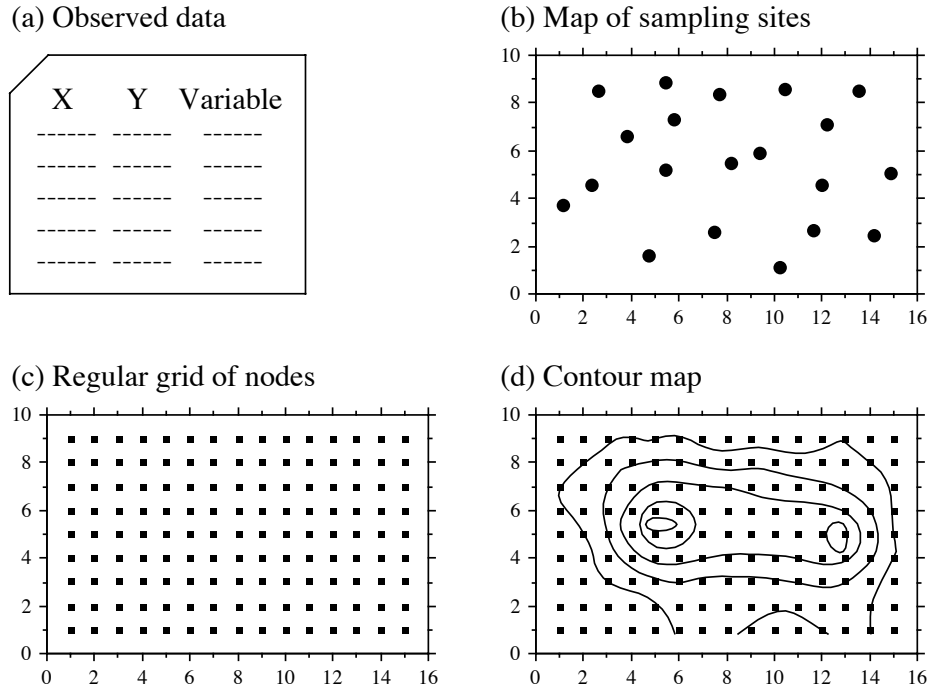 (a) Observed data
X Y Variable
(b) Map of sampling sites
10
8
6
4
2
0
0 2 4 6 8 10 12 14 16
(c) Regular grid of nodes
10
8
6
4
2
0
0 2 4 6 8 10 12 14 16
(d) Contour map
10
8
6
4
2
0
0 2 4 6 8 10 12 14 16